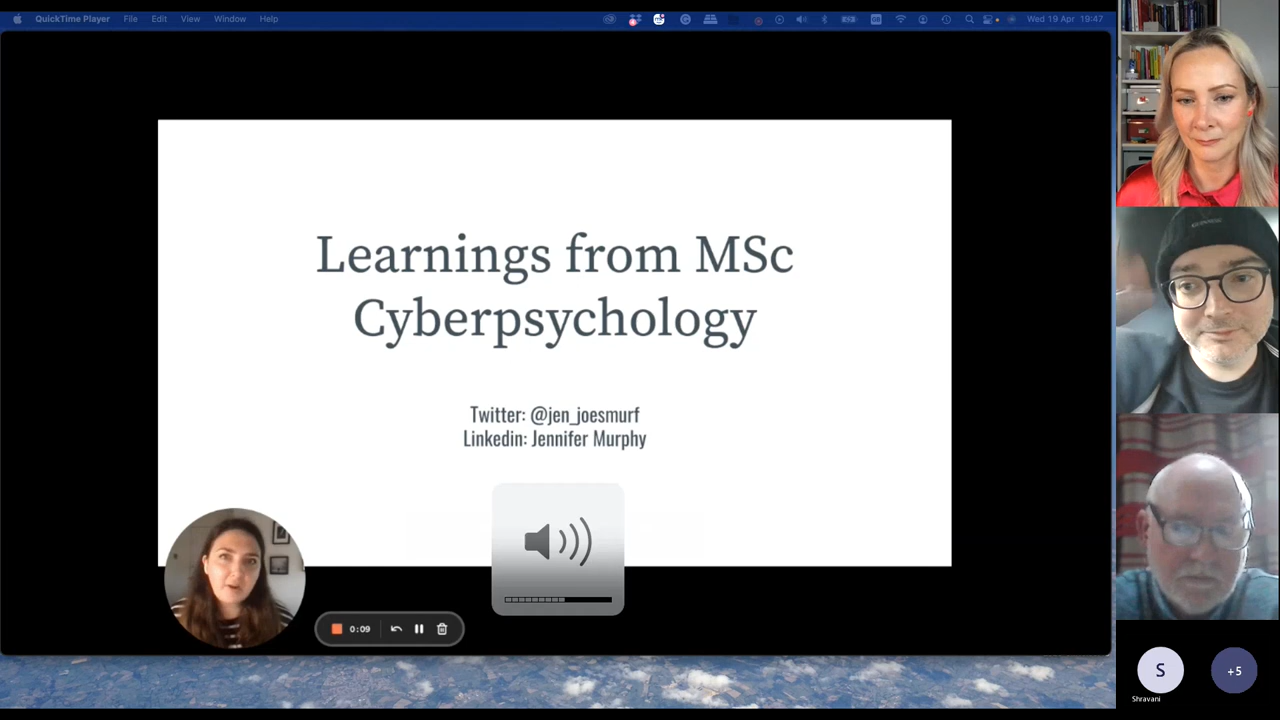 QuickTime Player File Edit View Window Help
Wed 19 Apr 19:47
Learnings from MSc
Cyberpsychology
Twitter: @jen_joesmurf
Linkedin: Jennifer Murphy
0:09
S
+5
Shravani